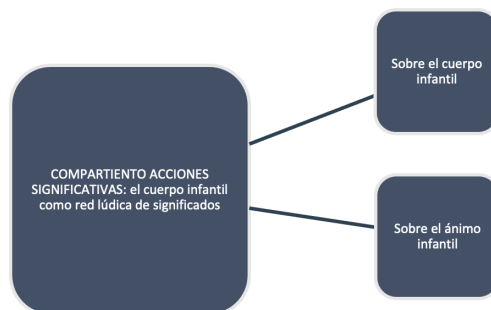 COMPARTIENTO ACCIONES
SIGNIFICATIVAS: el cuerpo infantil
como red lúdica de significados
Sobre el cuerpo
infantil
Sobre el ánimo
infantil